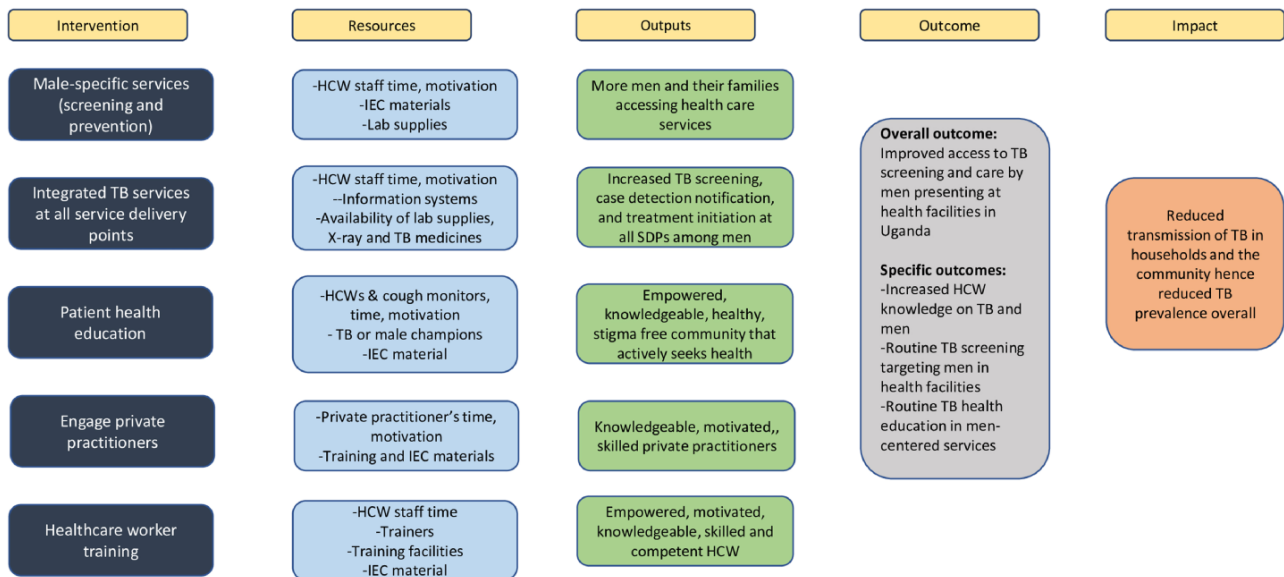 Intervention
Resources
Outputs
Outcome
Impact
Male-specific services
(screening and
prevention)
-HCW staff time, motivation
-IEC materials
-Lab supplies
More men and their families
accessing health care
services
Integrated TB services
at all service delivery
points
-HCW staff time, motivation
--Information systems
-Availability of lab supplies,
X-ray and TB medicines
Increased TB screening,
case detection notification,
and treatment initiation at
all SDPs among men
Patient health
education
-HCWs & cough monitors,
time, motivation
- TB or male champions
-IEC material
Empowered,
knowledgeable, healthy,
stigma free community that
actively seeks health
Engage private
practitioners
-Private practitioner's time,
motivation
-Training and IEC materials
Knowledgeable, motivated,,
skilled private practitioners
Healthcare worker
training
-HCW staff time
-Trainers
-Training facilities
-IEC material
Empowered, motivated,
knowledgeable, skilled and
competent HCW
Overall outcome:
Improved access to TB
screening and care by
men presenting at
health facilities in
Uganda
Specific outcomes:
-Increased HCW
knowledge on TB and
men
-Routine TB screening
targeting men in
health facilities
-Routine TB health
education in men-
centered services
Reduced
transmission of TB in
households and the
community hence
reduced TB
prevalence overall